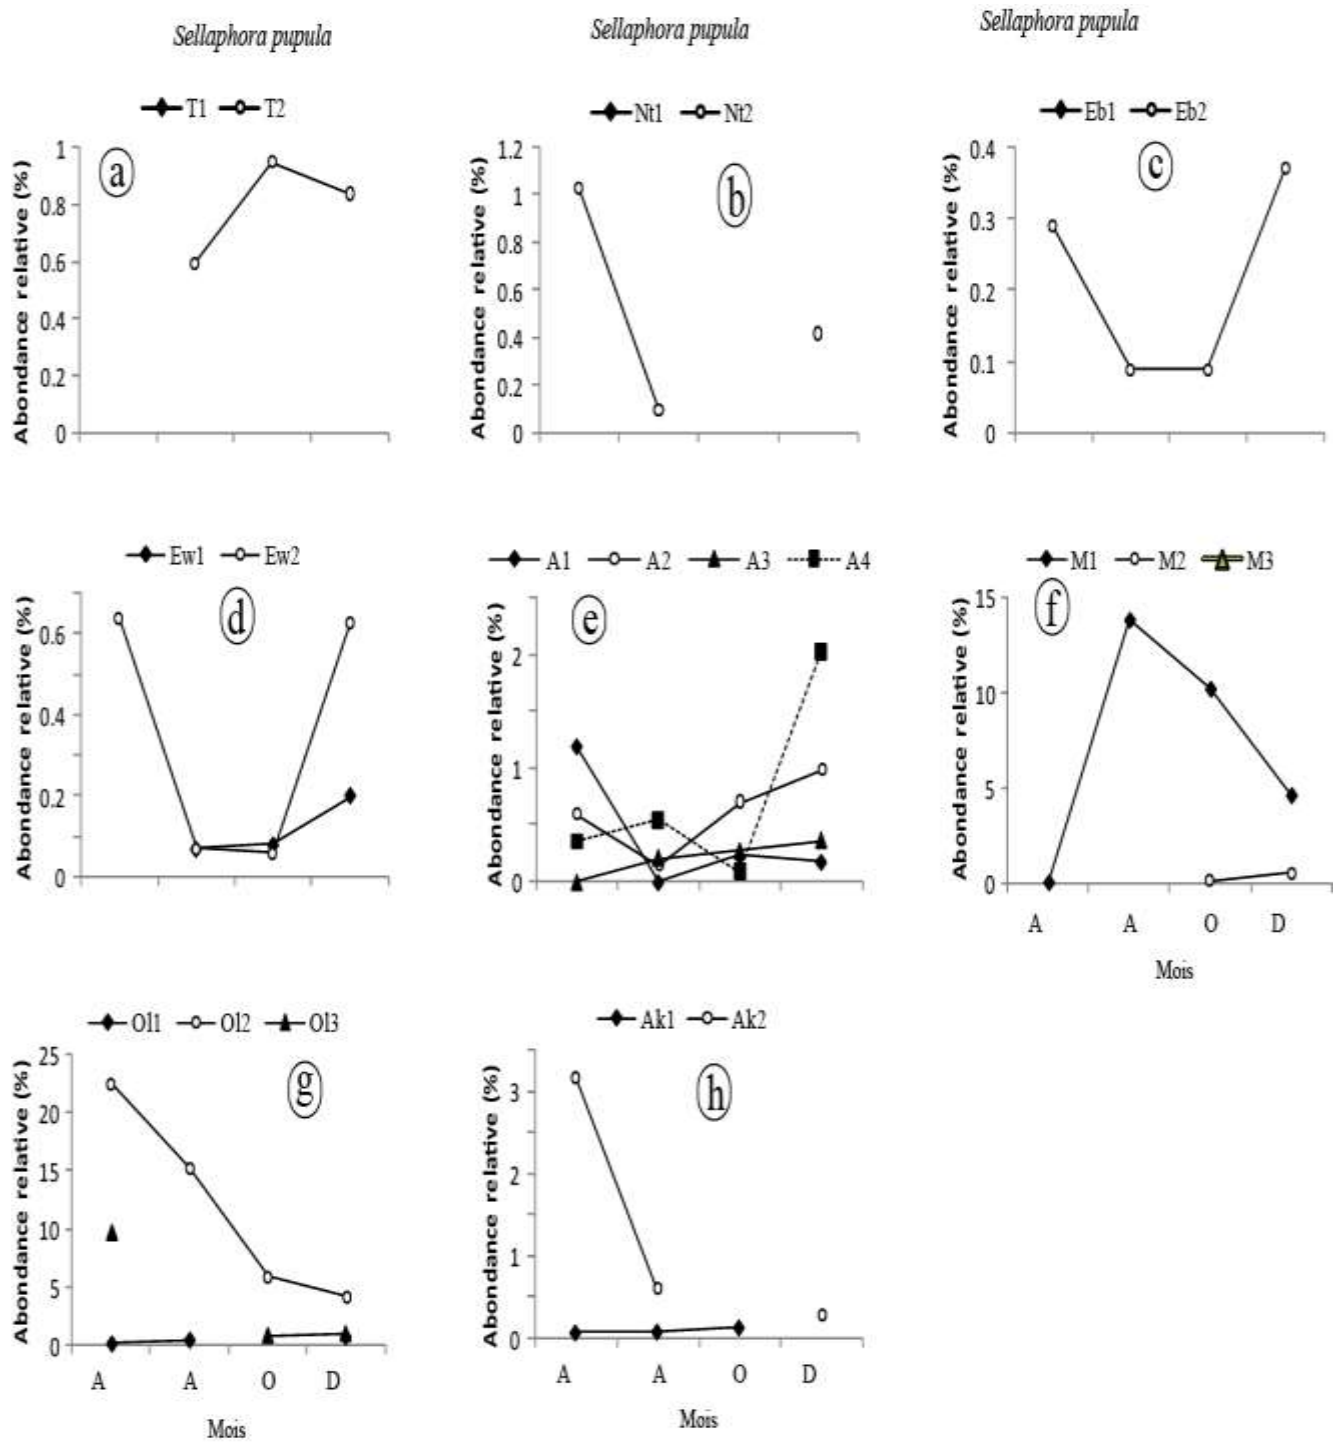 Sellaphora pupula
Sellaphora pupula
Sellaphora pupula
T1 T2
Nt1 Nt2
Eb1 Eb2
Abondance relative (%)
1
0.8
0.6
0.4
0.2
0
a
Abondance relative (%)
1.2
1
0.8
0.6
0.4
0.2
0
b
Abondance relative (%)
0.4
0.3
0.2
0.1
0
c
Ew1 Ew2
Abondance relative (%)
0.6
0.4
0.2
0
d
A1 A2 A3 A4
Abondance relative (%)
2
1
0
e
M1 M2 M3
Abondance relative (%)
15
10
5
0
f
A A O D
Mois
Ol1 Ol2 Ol3
Abondance relative (%)
25
20
15
10
5
0
g
A A O D
Mois
Ak1 Ak2
Abondance relative (%)
3
2
1
0
h
A A O D
Mois